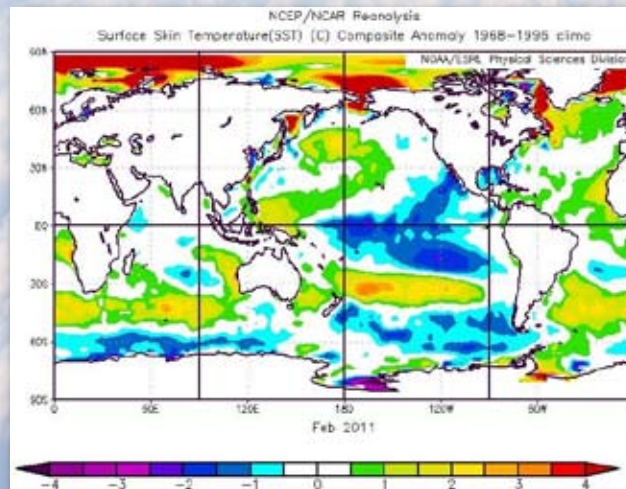 NCEP/NCAR Reanalysis
Surface Skin Temperature(SST) (C) Composite Anomaly 1968-1996 climo
NOAA/ESRL Physical Sciences Division
90N
60N
30N
EQ
30S
60S
90S
0 60E 120E 180 120W 60W
Feb 2011
-4 -3 -2 -1 0 1 2 3 4